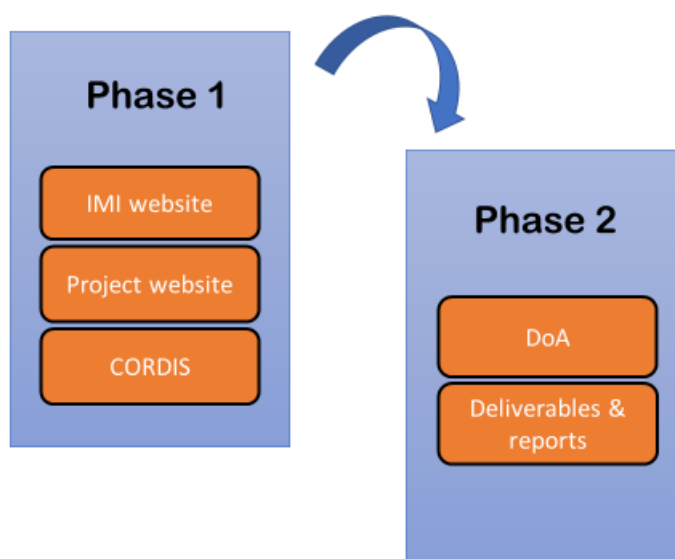 Phase 1
IMI website
Project website
CORDIS
Phase 2
DoA
Deliverables &
reports